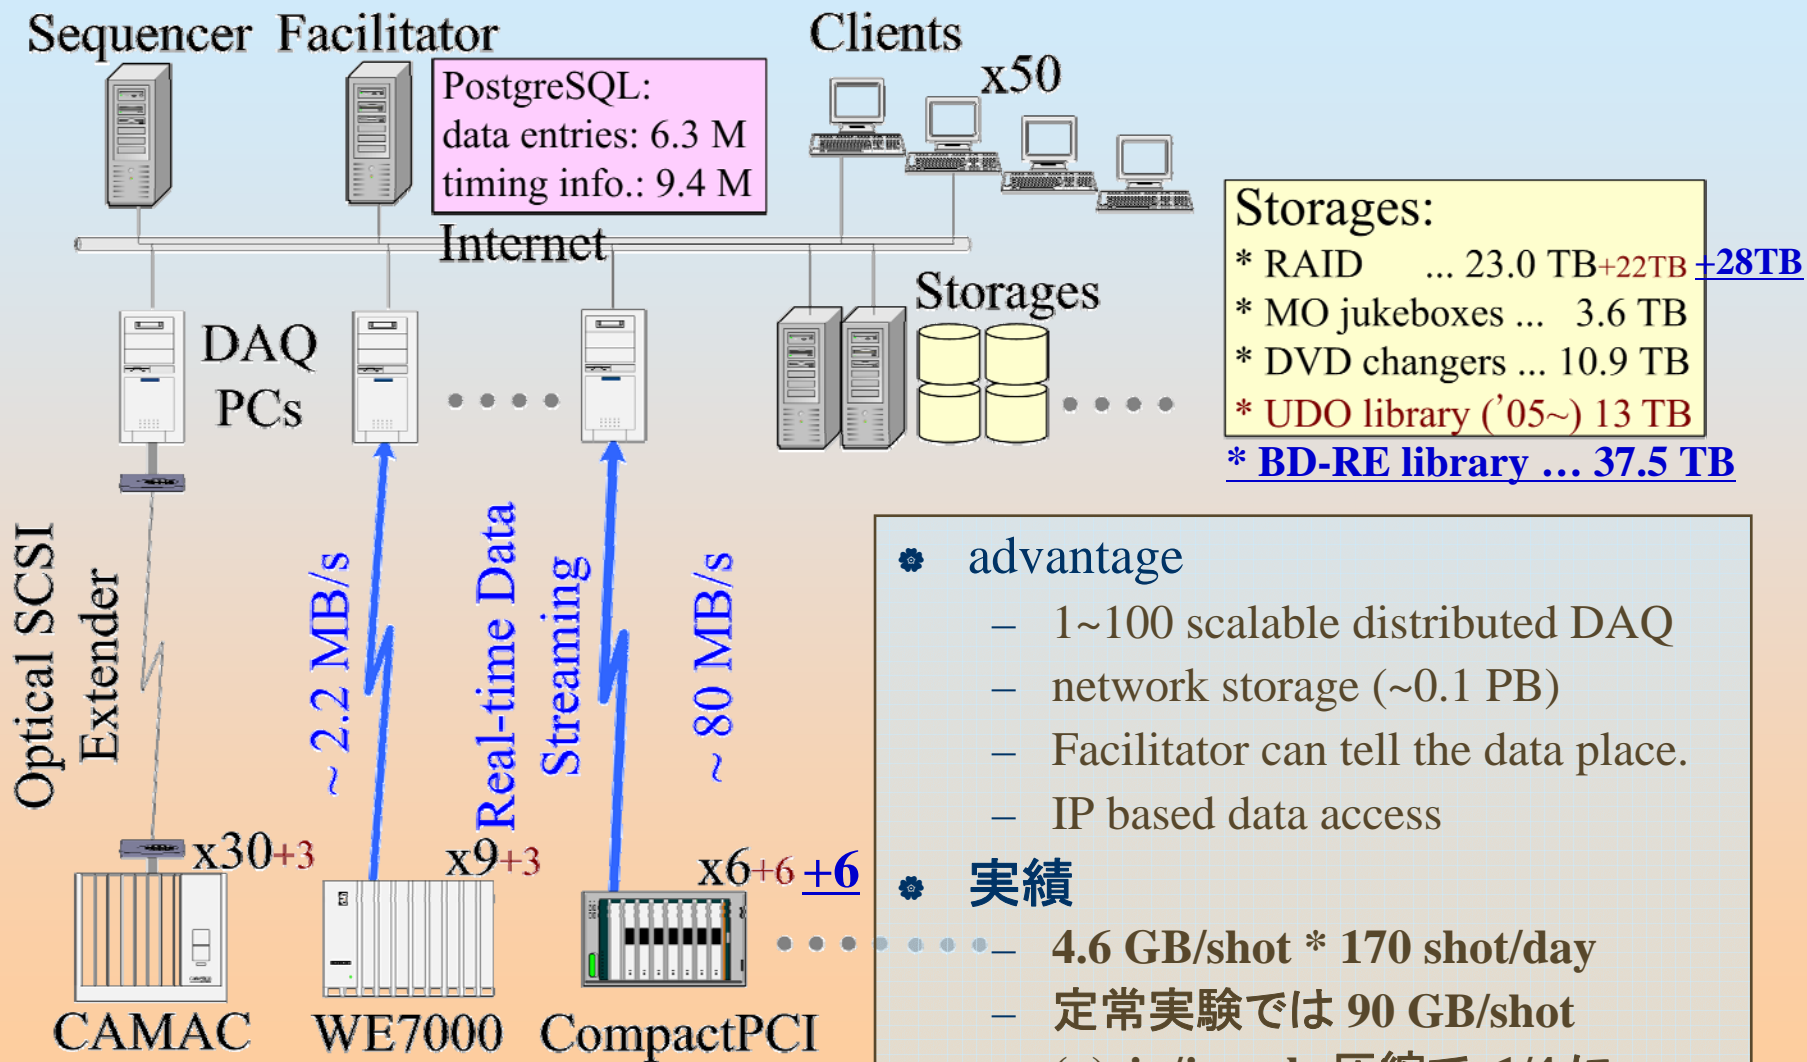 Sequencer Facilitator
Clients
x50
PostgreSQL:
data entries: 6.3 M
timing info.: 9.4 M
Internet
Storages:
* RAID ... 23.0 TB+22TB +28TB
* MO jukeboxes ... 3.6 TB
* DVD changers ... 10.9 TB
* UDO library ('05~) 13 TB
* BD-RE library … 37.5 TB
Storages
DAQ
PCs
Optical SCSI
Extender
~ 2.2 MB/s
Real-time Data
Streaming
~ 80 MB/s
x30+3
x9+3
x6+6 +6
CAMAC
WE7000
CompactPCI
advantage
– 1~100 scalable distributed DAQ
– network storage (~0.1 PB)
– Facilitator can tell the data place.
– IP based data access
実績
– 4.6 GB/shot * 170 shot/day
– 定常実験では 90 GB/shot